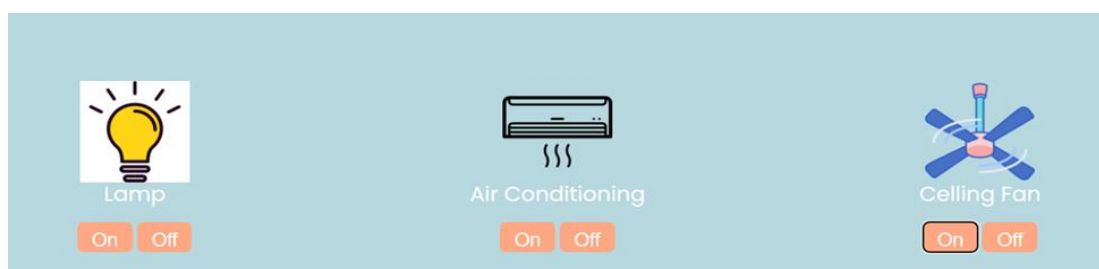 Lamp
Air Conditioning
Celling Fan
On Off
On Off
On Off